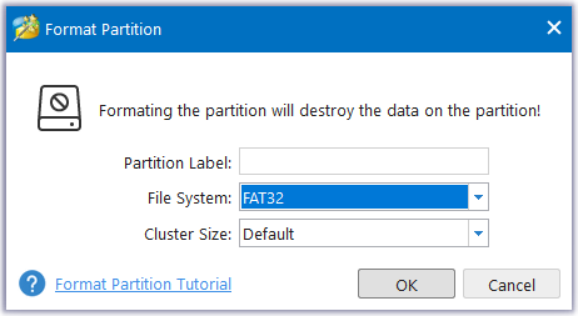 Format Partition
Formating the partition will destroy the data on the partition!
Partition Label:
File System: FAT32
Cluster Size: Default
Format Partition Tutorial OK Cancel